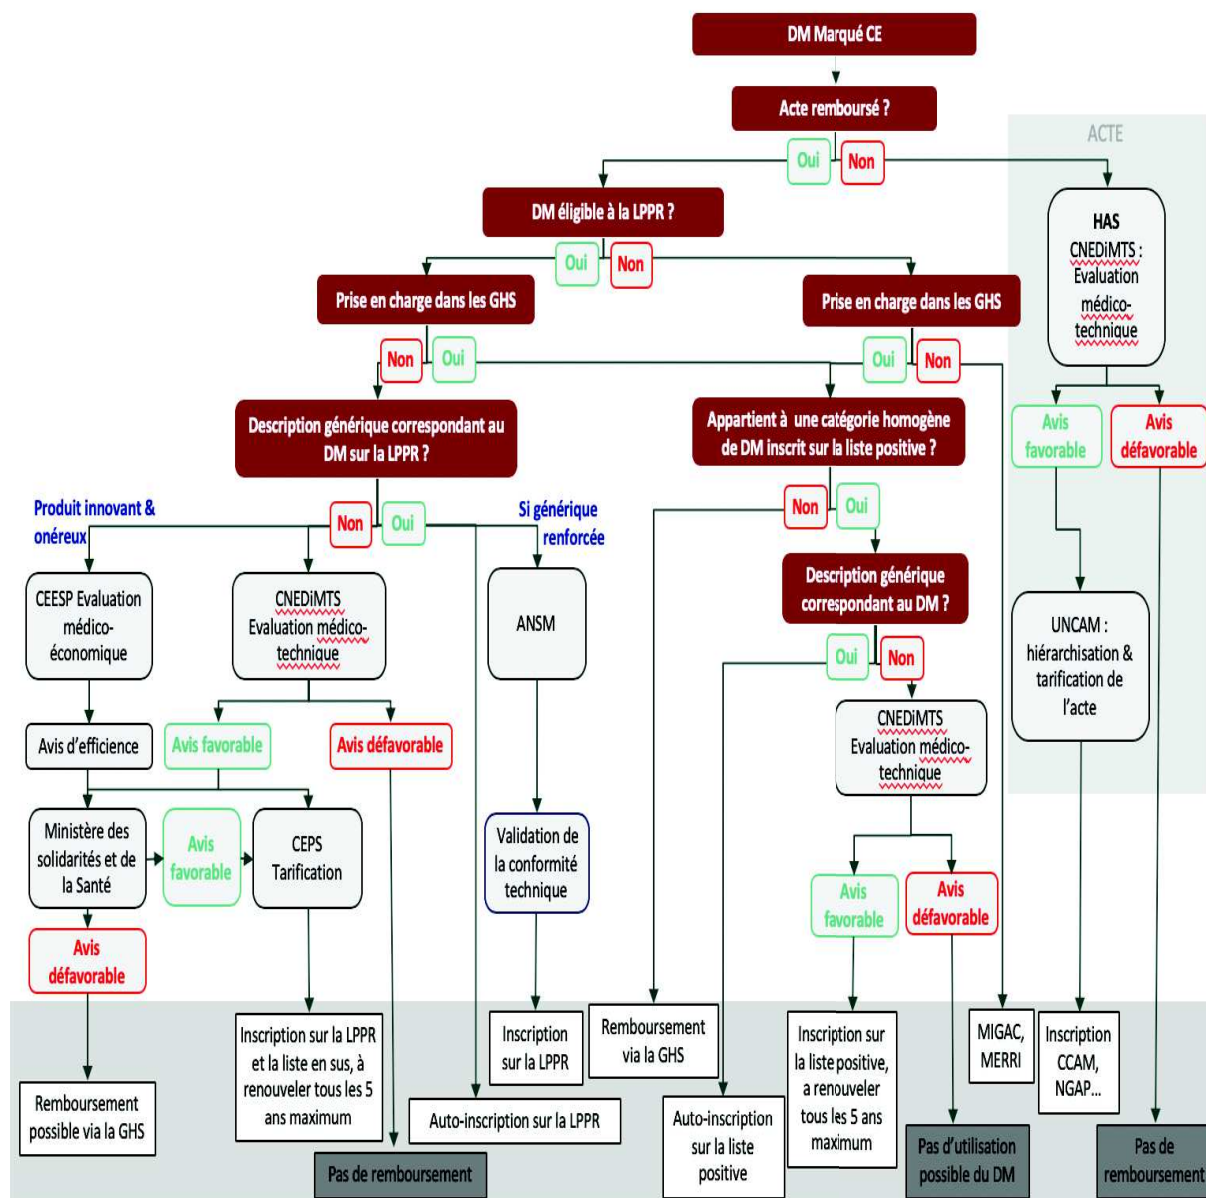 DM Marqué CE
Acte remboursé ?
ACTE
Oui
Non
DM éligible à la LPPR ?
HAS
CNEDiMTS :
Evaluation
médico-
technique
Oui
Non
Prise en charge dans les GHS
Prise en charge dans les GHS
Non
Oui
Oui
Non
Description générique correspondant au
DM sur la LPPR ?
Appartient à une catégorie homogène
de DM inscrit sur la liste positive ?
Avis
favorable
Avis
défavorable
Produit innovant &
onéreux
Non
Oui
Si générique
renforcée
Non
Oui
CEESP Evaluation
médico-
économique
CNEDiMTS
Evaluation médico-
technique
ANSM
Description générique
correspondant au DM ?
UNCAM :
hiérarchisation &
tarification de
l'acte
Oui
Non
Avis d'efficience
Avis favorable
Avis défavorable
CNEDiMTS
Evaluation médico-
technique
Ministère des
solidarités et de
la Santé
Avis
favorable
CEPS
Tarification
Validation de
la conformité
technique
Avis
favorable
Avis
défavorable
Avis
défavorable
Remboursement
possible via la GHS
Inscription sur la LPPR
et la liste en sus, à
renouveler tous les 5
ans maximum
Pas de remboursement
Auto-inscription sur la LPPR
Inscription
sur la LPPR
Remboursement
via la GHS
Auto-inscription
sur la liste
positive
Inscription sur
la liste positive,
a renouveler
tous les 5 ans
maximum
Pas d'utilisation
possible du DM
MIGAC,
MERRI
Inscription
CCAM,
NGAP...
Pas de
remboursement